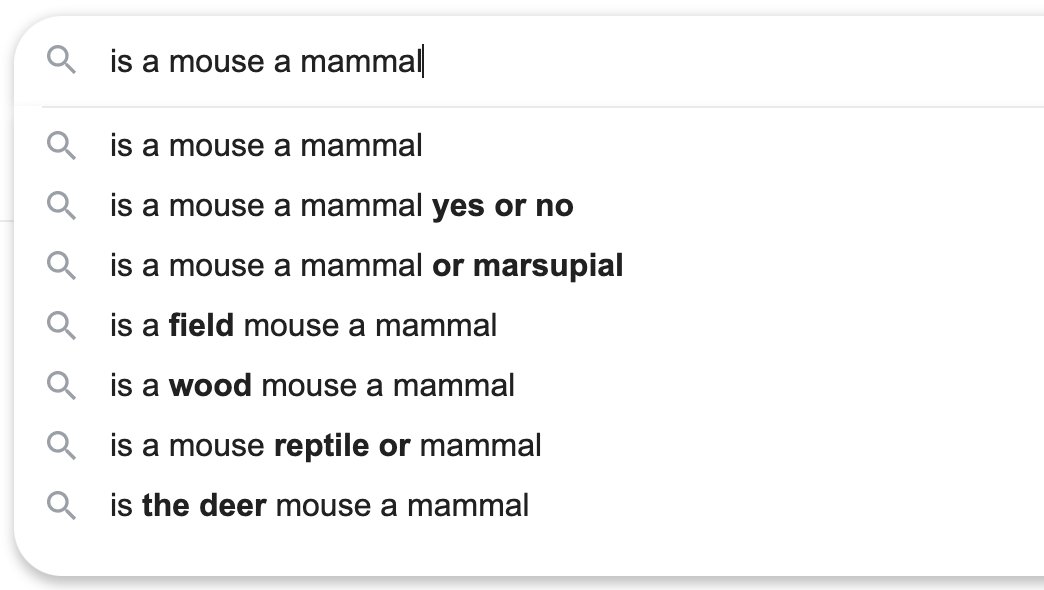 is a mouse a mammal
is a mouse a mammal
is a mouse a mammal yes or no
is a mouse a mammal or marsupial
is a field mouse a mammal
is a wood mouse a mammal
is a mouse reptile or mammal
is the deer mouse a mammal